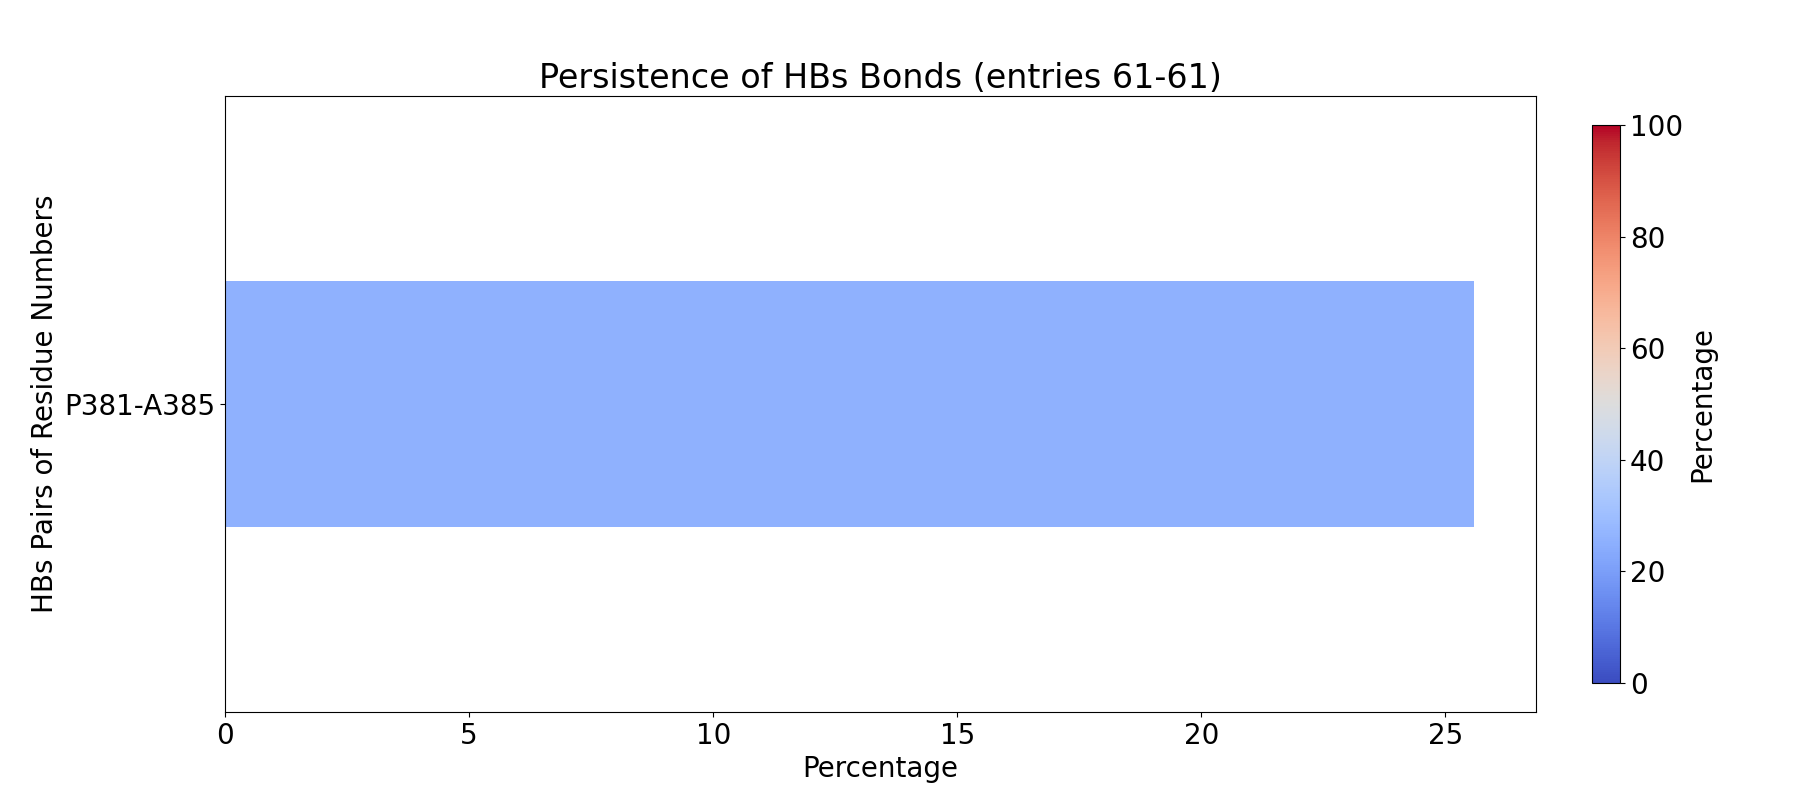 Persistence of HBs Bonds (entries 61-61)
HBs Pairs of Residue Numbers
P381-A385
0 5 10 15 20 25
Percentage
100
80
60
40
20
0
Percentage